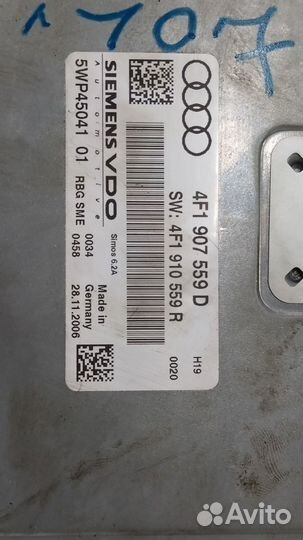 1107
4F1 907 559 D
SW: 4F1 910 559 R
H19
0020
SIEMENS VDO
Automotive
Simos 6.2A
5WP45041 01
RBG SME
0034
0458
Made in
Germany
28.11.2006
Avito